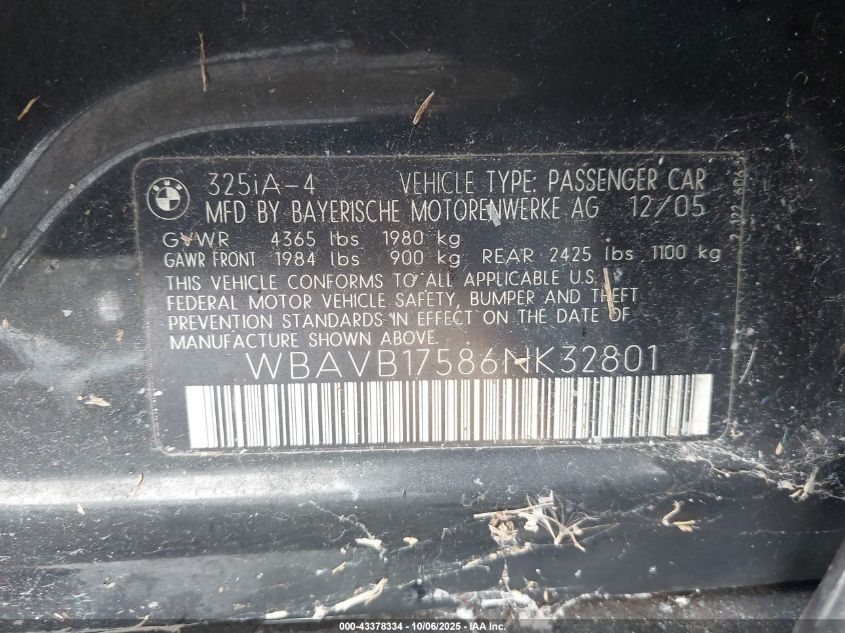 325iA-4 VEHICLE TYPE: PASSENGER CAR
MFD BY BAYERISCHE MOTORENWERKE AG 12/05
GVWR 4365 lbs 1980 kg
GAWR FRONT 1984 lbs 900 kg REAR 2425 lbs 1100 kg
THIS VEHICLE CONFORMS TO ALL APPLICABLE U.S.
FEDERAL MOTOR VEHICLE SAFETY, BUMPER AND THEFT
PREVENTION STANDARDS IN EFFECT ON THE DATE OF
MANUFACTURE SHOWN ABOVE.
WBAVB17586NK32801
000-43378334 - 10/06/2025 - IAA Inc.